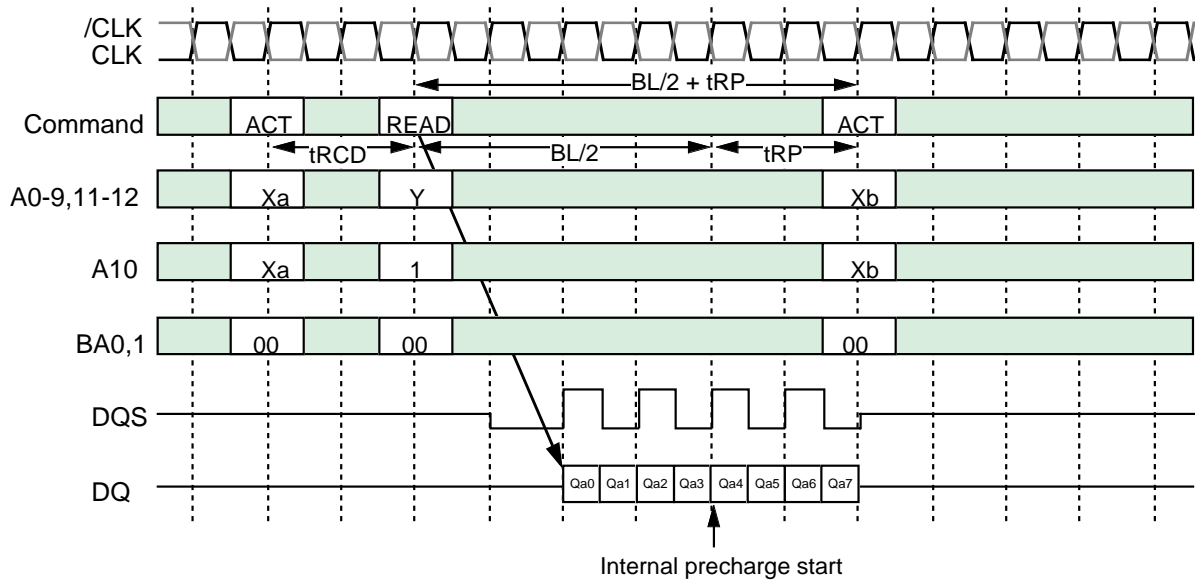 /CLK
CLK
BL/2 + tRP
Command ACT READ ACT
tRCD BL/2 tRP
A0-9,11-12 Xa Y Xb
A10 Xa 1 Xb
BA0,1 00 00 00
DQS
DQ Qa0 Qa1 Qa2 Qa3 Qa4 Qa5 Qa6 Qa7
Internal precharge start